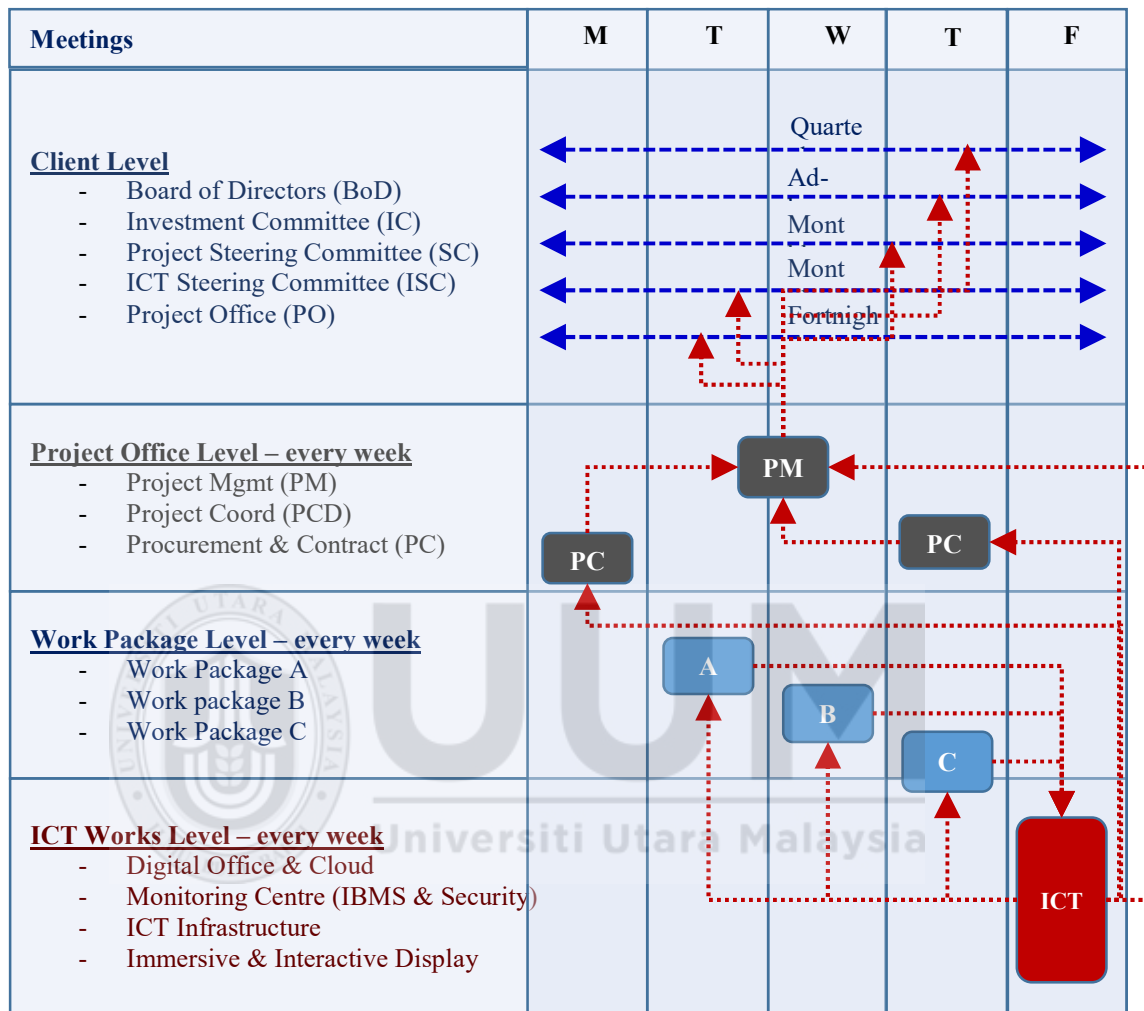 Meetings M T W T F
Client Level
- Board of Directors (BoD)
- Investment Committee (IC)
- Project Steering Committee (SC)
- ICT Steering Committee (ISC)
- Project Office (PO)
Quarte
Ad-
Mont
Mont
Fortnigh
Project Office Level – every week
- Project Mgmt (PM)
- Project Coord (PCD)
- Procurement & Contract (PC)
PM
PC
PC
Work Package Level – every week
- Work Package A
- Work package B
- Work Package C
A
B
C
ICT Works Level – every week
- Digital Office & Cloud
- Monitoring Centre (IBMS & Security)
- ICT Infrastructure
- Immersive & Interactive Display
ICT
UNIVERSITI UTARA MALAYSIA
UUM
Universiti Utara Malaysia